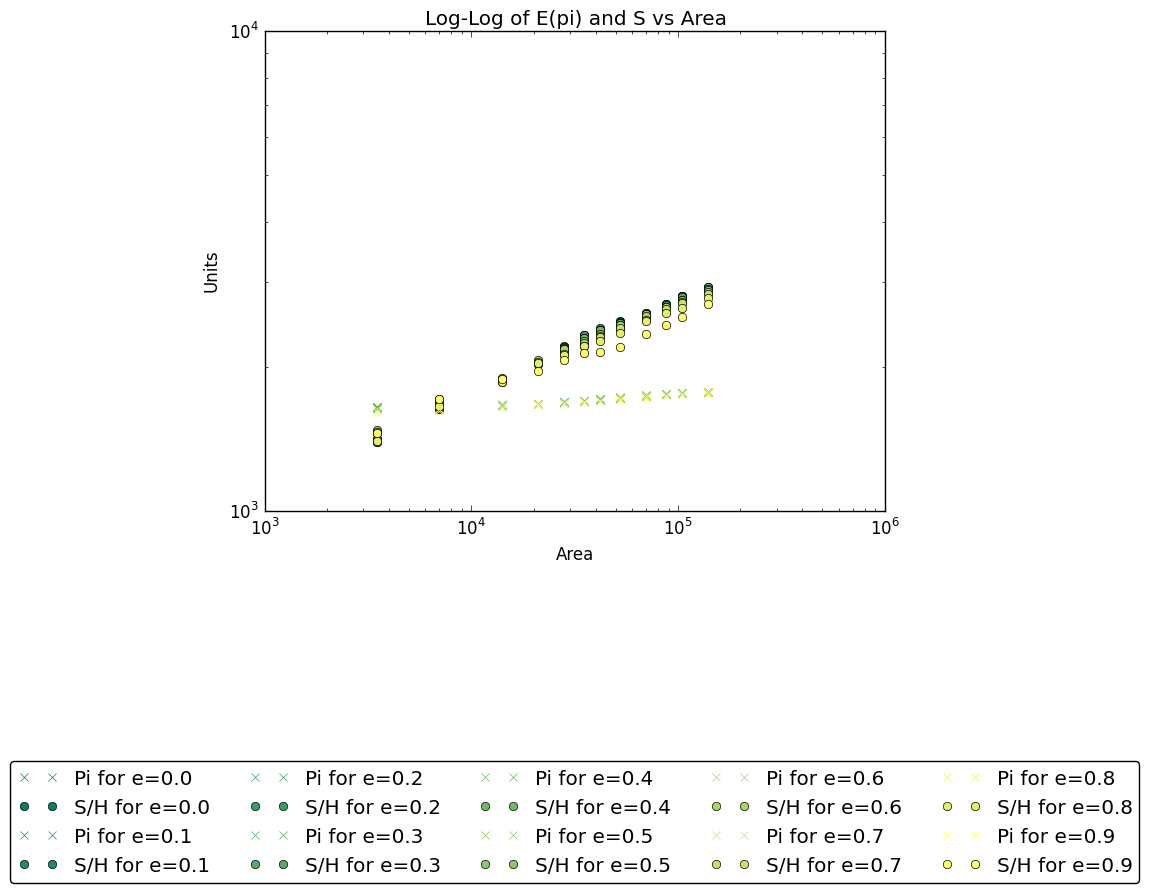 Log-Log of E(pi) and S vs Area
10^4
Units
10^3
10^3 10^4 10^5 10^6
Area
Pi for e=0.0 Pi for e=0.2 Pi for e=0.4 Pi for e=0.6 Pi for e=0.8
S/H for e=0.0 S/H for e=0.2 S/H for e=0.4 S/H for e=0.6 S/H for e=0.8
Pi for e=0.1 Pi for e=0.3 Pi for e=0.5 Pi for e=0.7 Pi for e=0.9
S/H for e=0.1 S/H for e=0.3 S/H for e=0.5 S/H for e=0.7 S/H for e=0.9